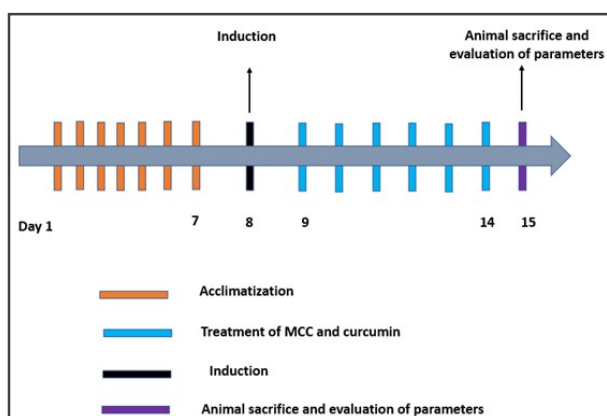 Induction
Animal sacrifice and
evaluation of parameters
Day 1
7
8
9
14
15
Acclimatization
Treatment of MCC and curcumin
Induction
Animal sacrifice and evaluation of parameters